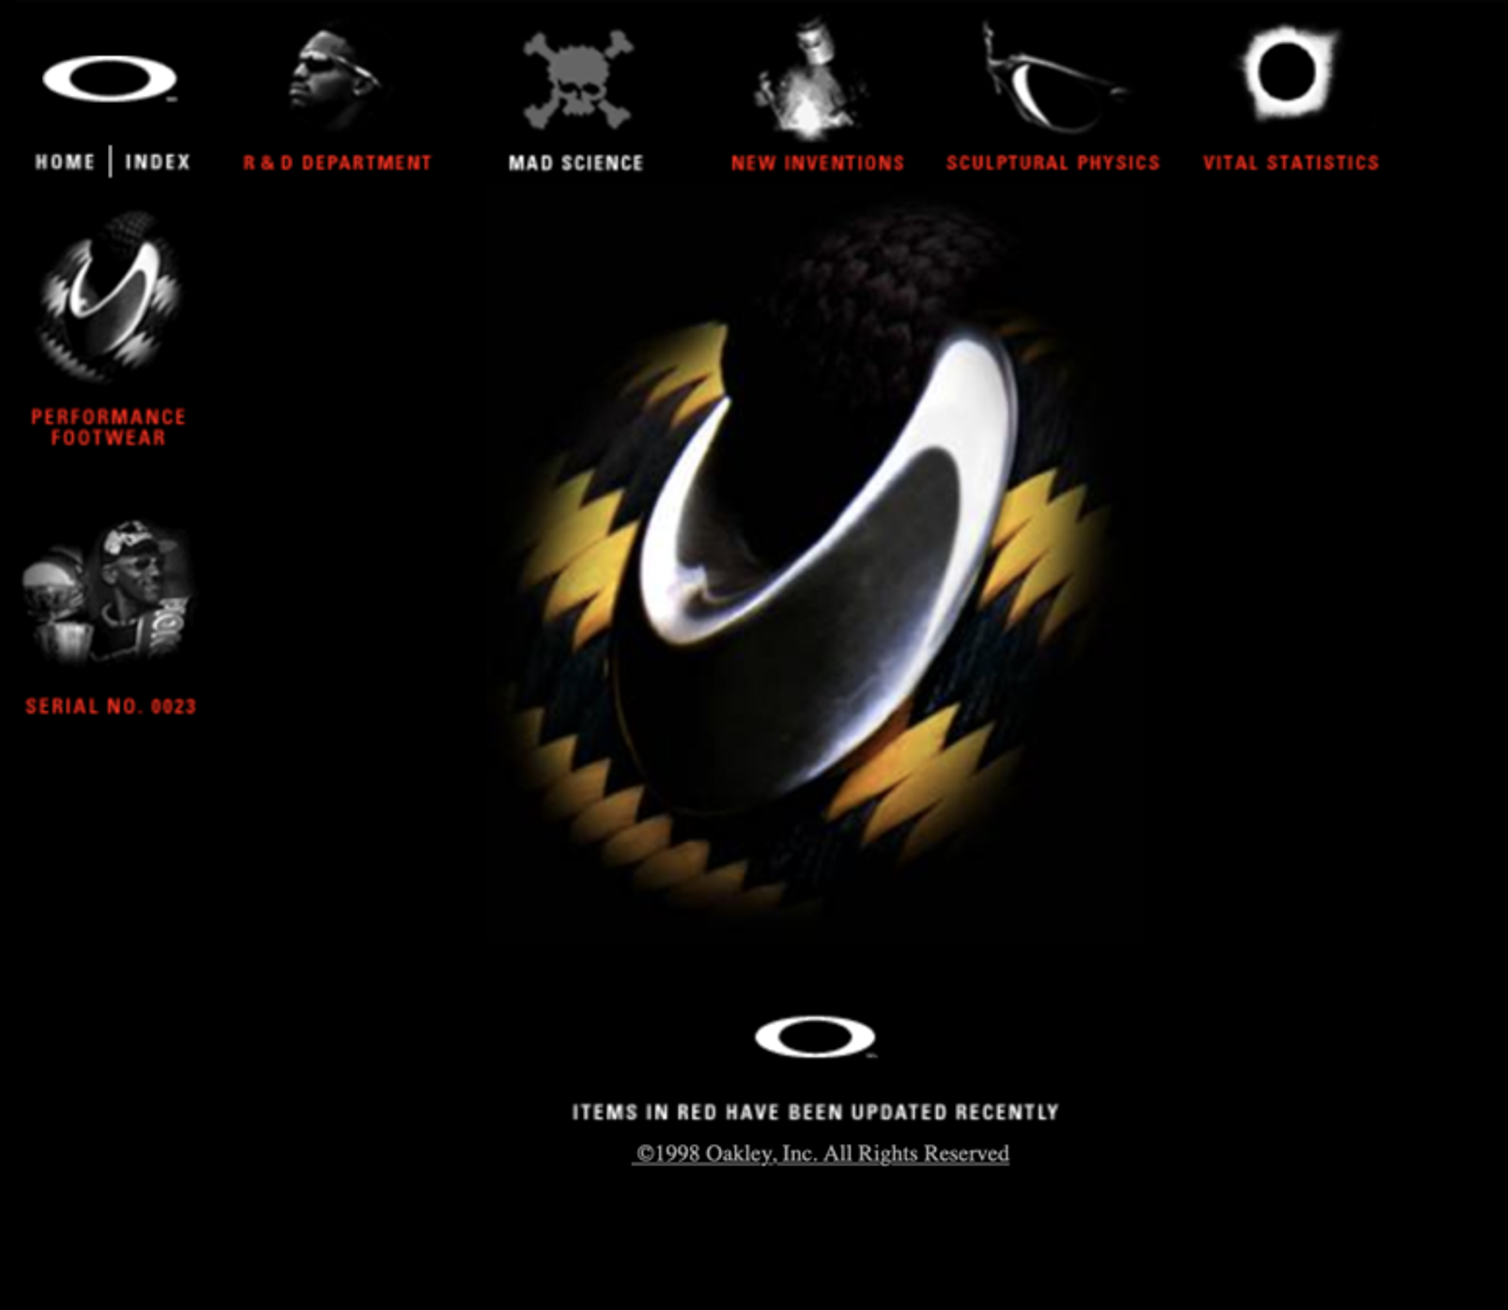 HOME | INDEX
R & D DEPARTMENT
MAD SCIENCE
NEW INVENTIONS
SCULPTURAL PHYSICS
VITAL STATISTICS
PERFORMANCE
FOOTWEAR
SERIAL NO. 0023
ITEMS IN RED HAVE BEEN UPDATED RECENTLY
©1998 Oakley, Inc. All Rights Reserved